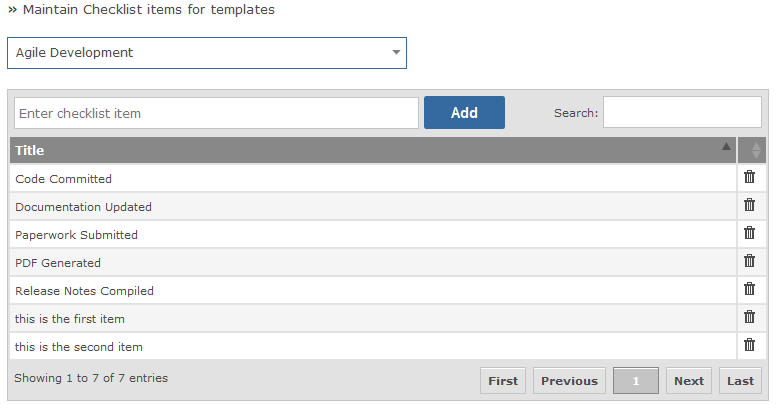 » Maintain Checklist items for templates
Agile Development
Enter checklist item Add Search:
Title
Code Committed
Documentation Updated
Paperwork Submitted
PDF Generated
Release Notes Compiled
this is the first item
this is the second item
Showing 1 to 7 of 7 entries First Previous 1 Next Last